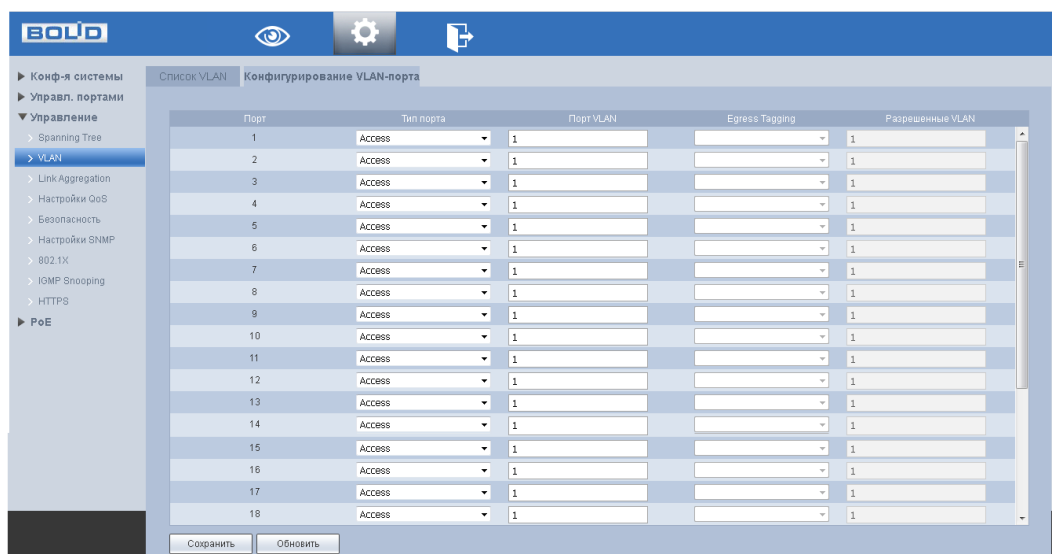 BOLID
Конф-я системы
Управл. портами
Управление
Spanning Tree
VLAN
Link Aggregation
Настройки QoS
Безопасность
Настройки SNMP
802.1X
IGMP Snooping
HTTPS
PoE
Список VLAN Конфигурирование VLAN-порта
Порт Тип порта Порт VLAN Egress Tagging Разрешенные VLAN
1 Access 1 1
2 Access 1 1
3 Access 1 1
4 Access 1 1
5 Access 1 1
6 Access 1 1
7 Access 1 1
8 Access 1 1
9 Access 1 1
10 Access 1 1
11 Access 1 1
12 Access 1 1
13 Access 1 1
14 Access 1 1
15 Access 1 1
16 Access 1 1
17 Access 1 1
18 Access 1 1
Сохранить Обновить